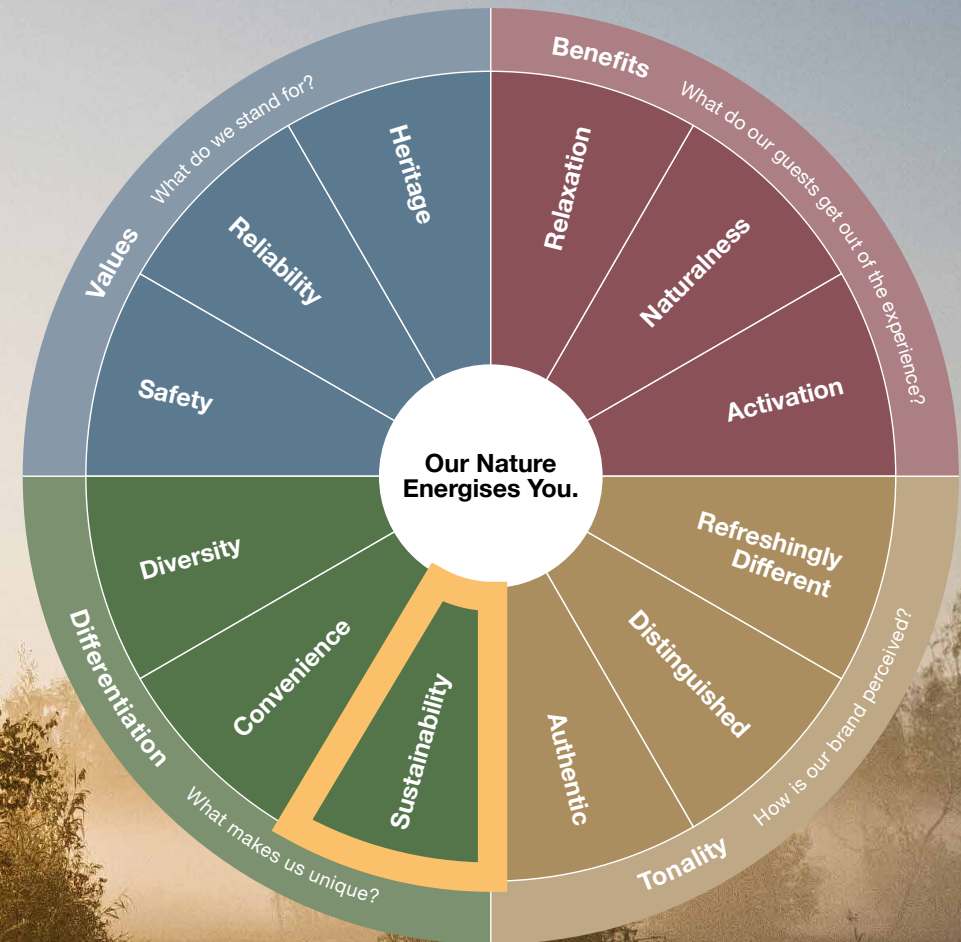 Values
What do we stand for?
Safety
Reliability
Heritage
Benefits
What do our guests get out of the experience?
Relaxation
Naturalness
Activation
Our Nature
Energises You.
Differentiation
What makes us unique?
Diversity
Convenience
Sustainability
Tonality
How is our brand perceived?
Refreshingly
Different
Distinguished
Authentic